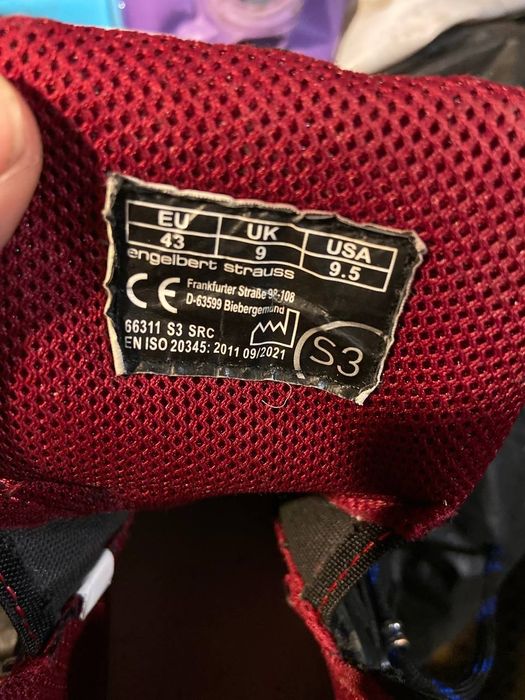 EU UK USA
43 9 9.5
engelbert strauss
CE Frankfurter Straße 98-108
D-63599 Biebergemünd
66311 S3 SRC
EN ISO 20345: 2011 09/2021
S3